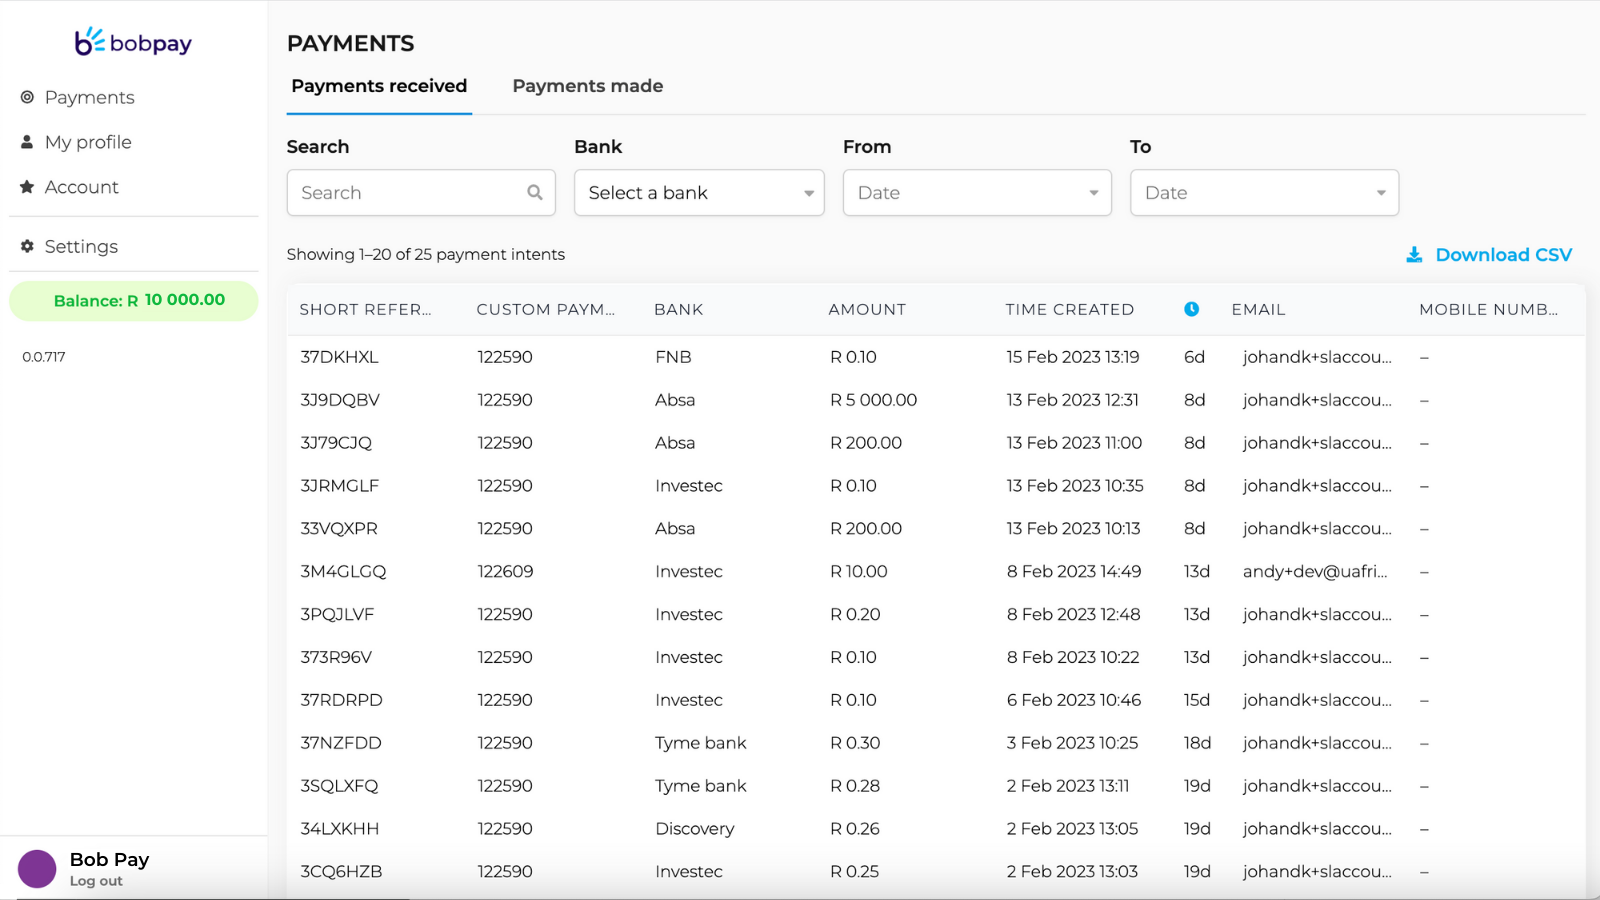 bobpay
Payments
My profile
Account
Settings
Balance: R 10 000.00
0.0.717
Bob Pay
Log out
PAYMENTS
Payments received Payments made
Search Bank From To
Search Select a bank Date Date
Showing 1–20 of 25 payment intents Download CSV
SHORT REFER... CUSTOM PAYM... BANK AMOUNT TIME CREATED EMAIL MOBILE NUMB...
37DKHXL 122590 FNB R 0.10 15 Feb 2023 13:19 6d johandk+slaccou... –
3J9DQBV 122590 Absa R 5 000.00 13 Feb 2023 12:31 8d johandk+slaccou... –
3J79CJQ 122590 Absa R 200.00 13 Feb 2023 11:00 8d johandk+slaccou... –
3JRMGLF 122590 Investec R 0.10 13 Feb 2023 10:35 8d johandk+slaccou... –
33VQXPR 122590 Absa R 200.00 13 Feb 2023 10:13 8d johandk+slaccou... –
3M4GLGQ 122609 Investec R 10.00 8 Feb 2023 14:49 13d andy+dev@uafri... –
3PQJLVF 122590 Investec R 0.20 8 Feb 2023 12:48 13d johandk+slaccou... –
373R96V 122590 Investec R 0.10 8 Feb 2023 10:22 13d johandk+slaccou... –
37RDRPD 122590 Investec R 0.10 6 Feb 2023 10:46 15d johandk+slaccou... –
37NZFDD 122590 Tyme bank R 0.30 3 Feb 2023 10:25 18d johandk+slaccou... –
3SQLXFQ 122590 Tyme bank R 0.28 2 Feb 2023 13:11 19d johandk+slaccou... –
34LXKHH 122590 Discovery R 0.26 2 Feb 2023 13:05 19d johandk+slaccou... –
3CQ6HZB 122590 Investec R 0.25 2 Feb 2023 13:03 19d johandk+slaccou... –